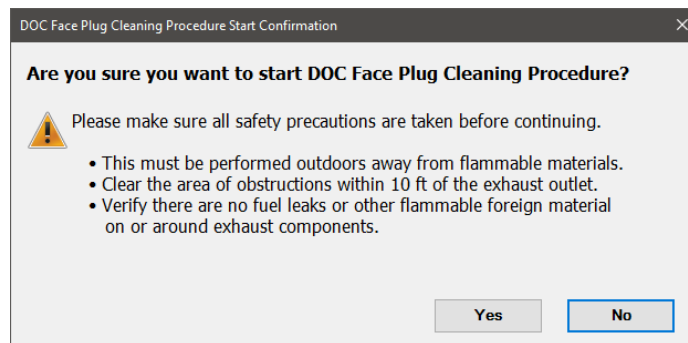 DOC Face Plug Cleaning Procedure Start Confirmation
Are you sure you want to start DOC Face Plug Cleaning Procedure?
Please make sure all safety precautions are taken before continuing.
• This must be performed outdoors away from flammable materials.
• Clear the area of obstructions within 10 ft of the exhaust outlet.
• Verify there are no fuel leaks or other flammable foreign material
on or around exhaust components.
Yes
No